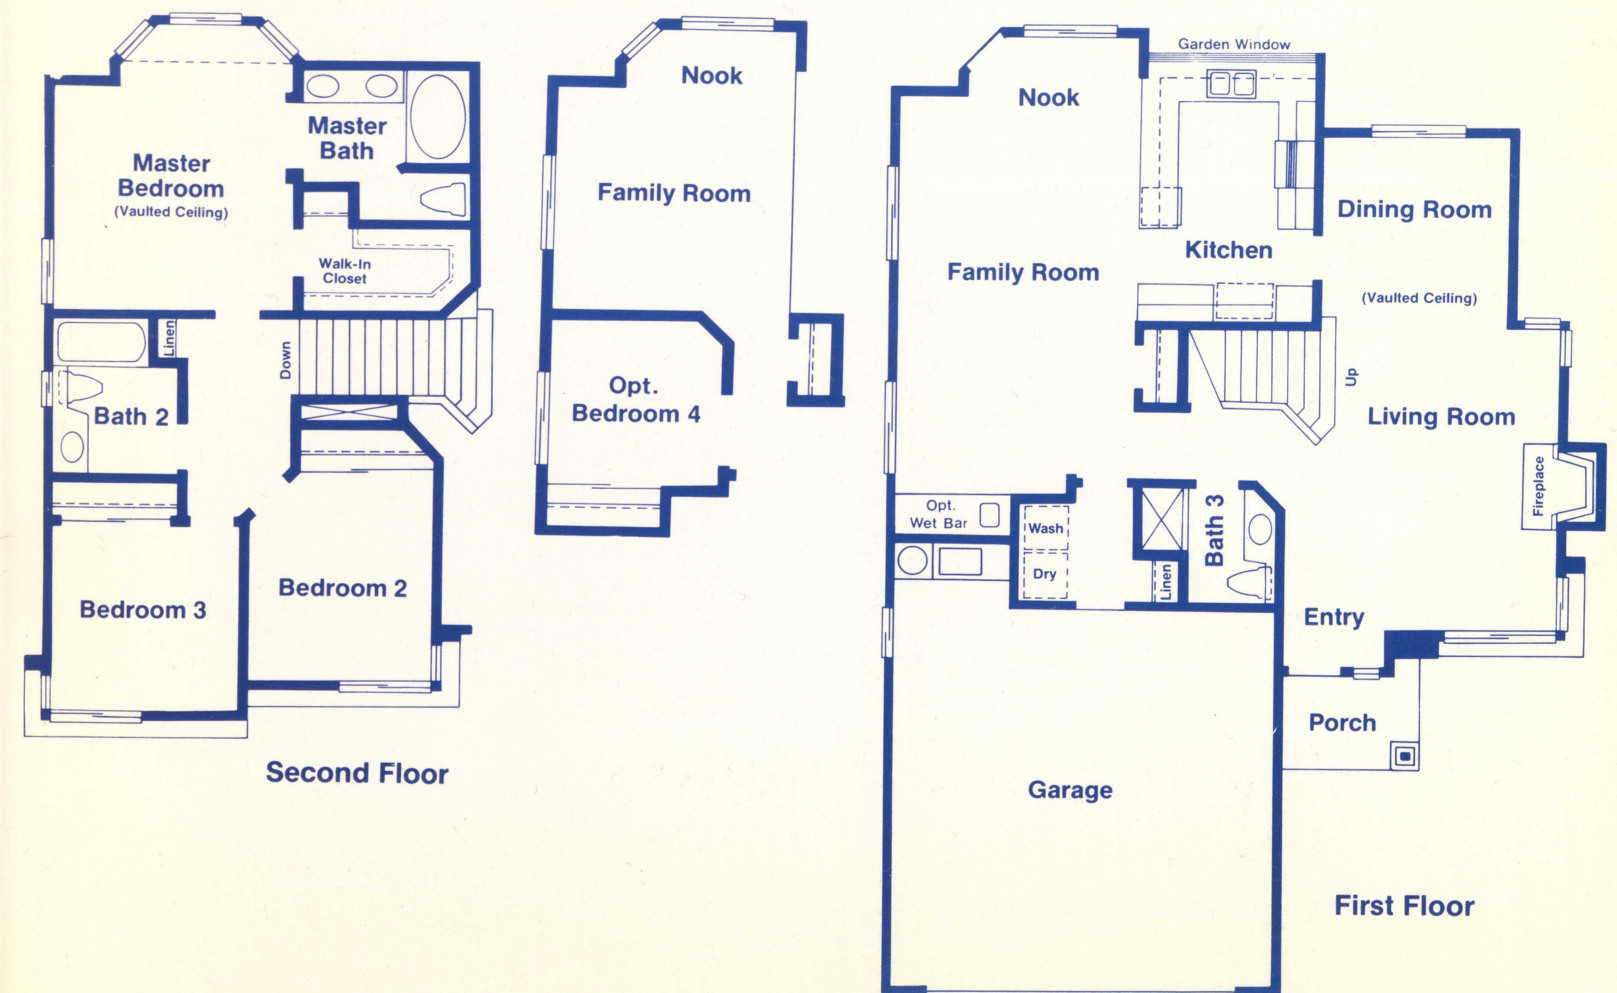 Master
Bedroom
(Vaulted Ceiling)
Master
Bath
Walk-In
Closet
Linen
Down
Bath 2
Bedroom 3
Bedroom 2
Second Floor
Nook
Family Room
Opt.
Bedroom 4
Garden Window
Nook
Family Room
Kitchen
Dining Room
(Vaulted Ceiling)
Up
Living Room
Fireplace
Opt.
Wet Bar
Wash
Dry
Linen
Bath 3
Entry
Porch
Garage
First Floor